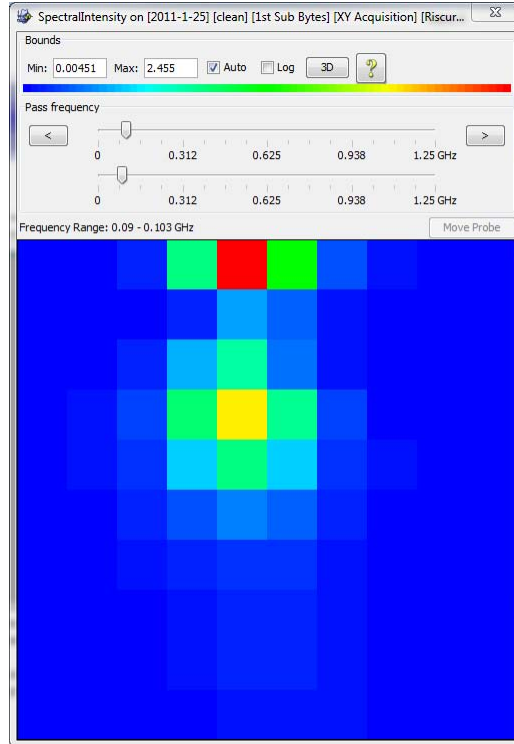 SpectralIntensity on [2011-1-25] [clean] [1st Sub Bytes] [XY Acquisition] [Riscur...
Bounds
Min: 0.00451 Max: 2.455 Auto Log 3D ?
Pass frequency
< >
0 0.312 0.625 0.938 1.25 GHz
0 0.312 0.625 0.938 1.25 GHz
Frequency Range: 0.09 - 0.103 GHz Move Probe